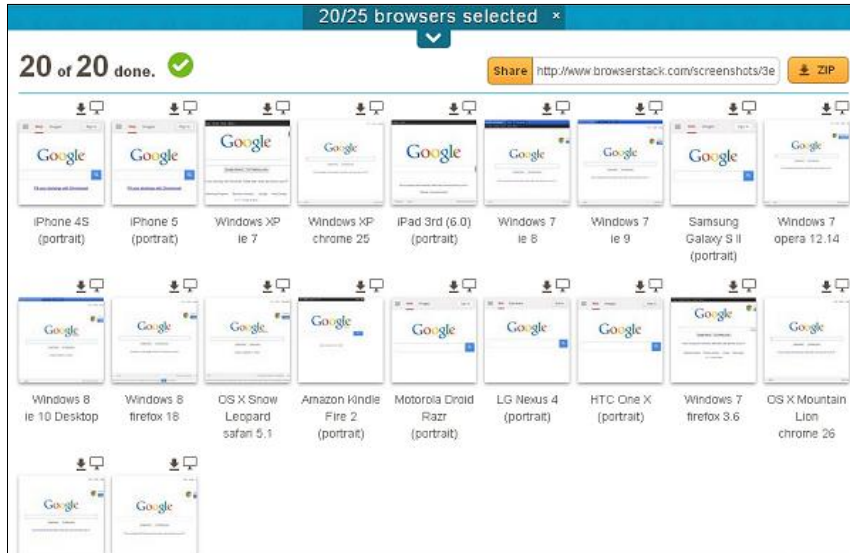 20/25 browsers selected ×
20 of 20 done.
Share http://www.browserstack.com/screenshots/3e ZIP
Google Google Google Google Google Google Google Google Google
iPhone 4S iPhone 5 Windows XP Windows XP iPad 3rd (6.0) Windows 7 Windows 7 Samsung Windows 7
(portrait) (portrait) ie 7 chrome 25 (portrait) ie 8 ie 9 Galaxy S II opera 12.14
(portrait)
Google Google Google Google Google Google Google Google Google
Windows 8 Windows 8 OS X Snow Amazon Kindle Motorola Droid LG Nexus 4 HTC One X Windows 7 OS X Mountain
ie 10 Desktop firefox 18 Leopard Fire 2 Razr (portrait) (portrait) firefox 3.6 Lion
safari 5.1 (portrait) (portrait) chrome 26
Google Google